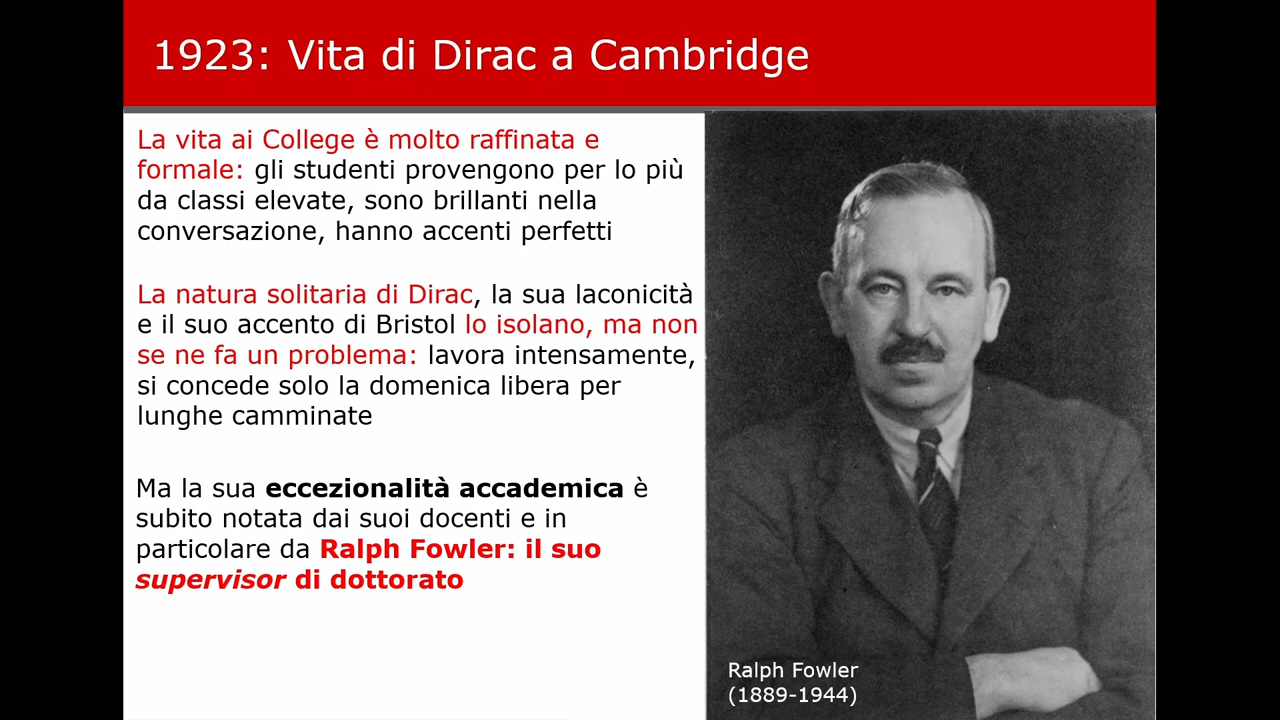 1923: Vita di Dirac a Cambridge
La vita ai College è molto raffinata e
formale: gli studenti provengono per lo più
da classi elevate, sono brillanti nella
conversazione, hanno accenti perfetti
La natura solitaria di Dirac, la sua laconicità
e il suo accento di Bristol lo isolano, ma non
se ne fa un problema: lavora intensamente,
si concede solo la domenica libera per
lunghe camminate
Ma la sua eccezionalità accademica è
subito notata dai suoi docenti e in
particolare da Ralph Fowler: il suo
supervisor di dottorato
Ralph Fowler
(1889-1944)